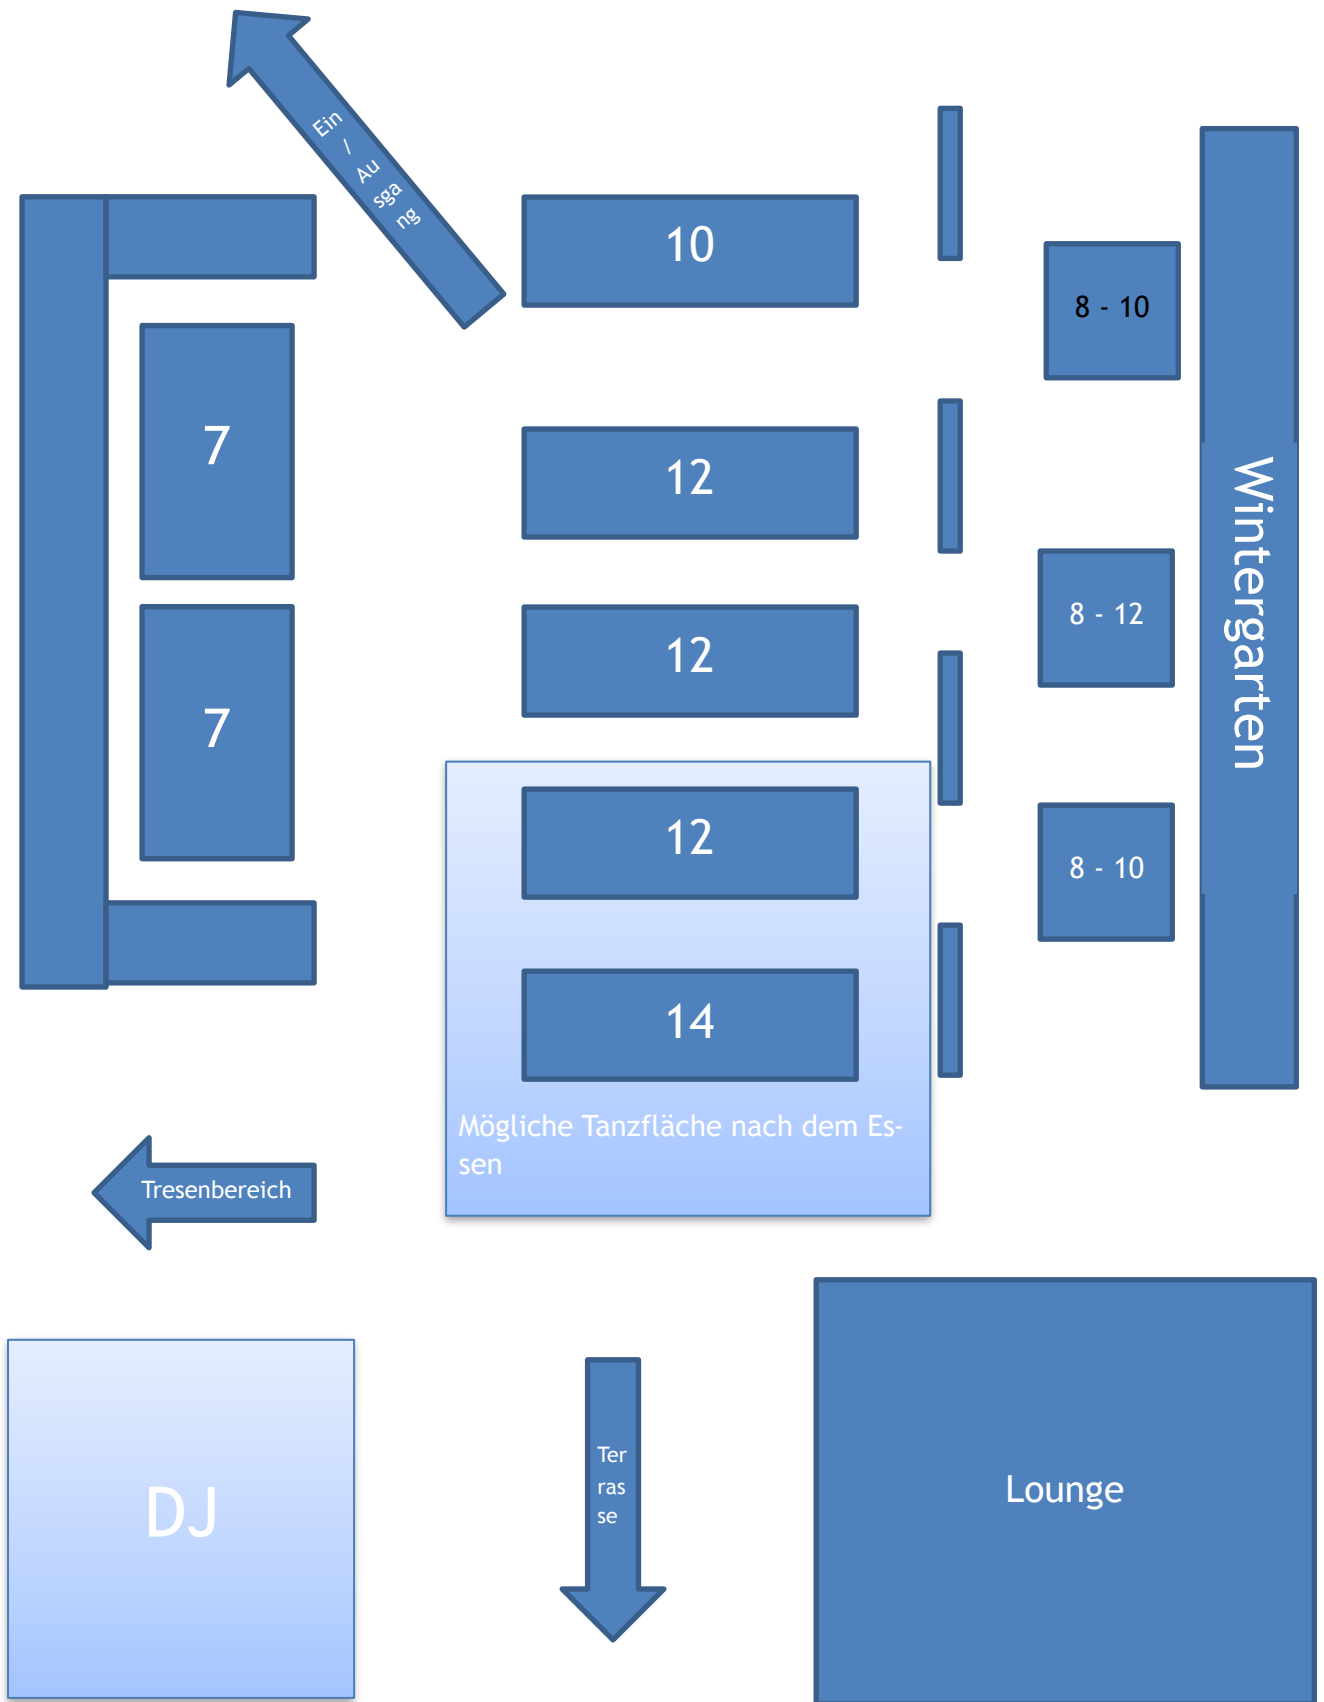 Ein
/
Au
sga
ng
10
8 - 10
7
12
Wintergarten
8 - 12
12
7
12
8 - 10
14
Mögliche Tanzfläche nach dem Es-
sen
Tresenbereich
DJ
Ter
ras
se
Lounge